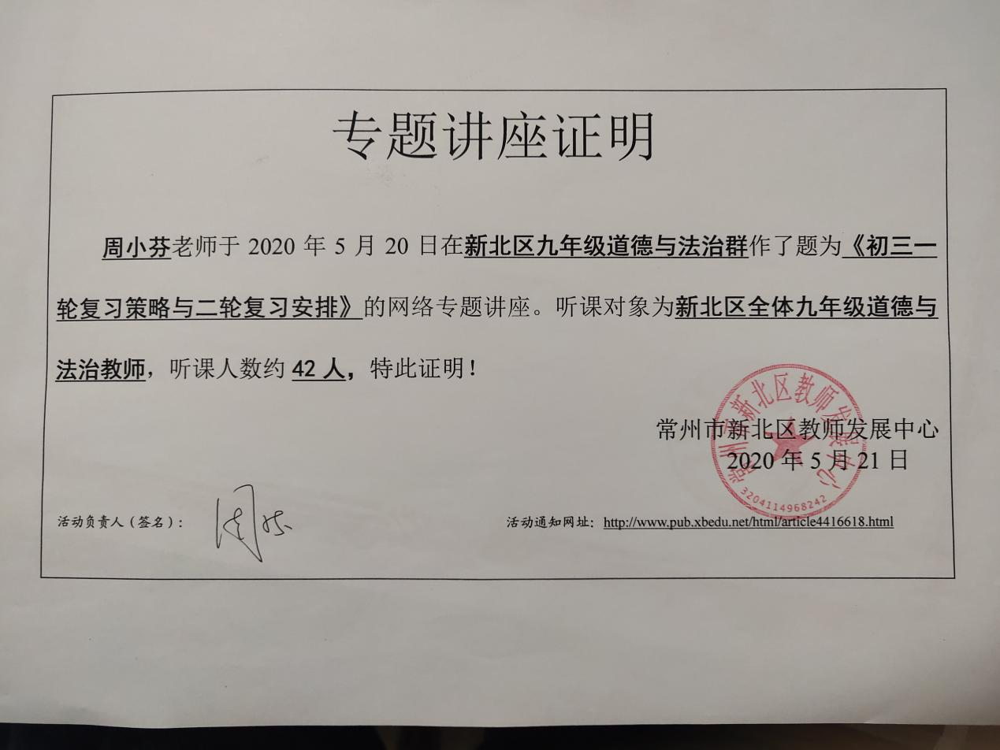 专题讲座证明
周小芬老师于 2020 年 5 月 20 日在新北区九年级道德与法治群作了题为《初三一
轮复习策略与二轮复习安排》的网络专题讲座。听课对象为新北区全体九年级道德与
法治教师，听课人数约 42 人，特此证明！
常州市新北区教师发展中心
2020 年 5 月 21 日
常州市新北区教师发展中心
3204114968242
活动负责人（签名）：
活动通知网址：http://www.pub.xbedu.net/html/article4416618.html